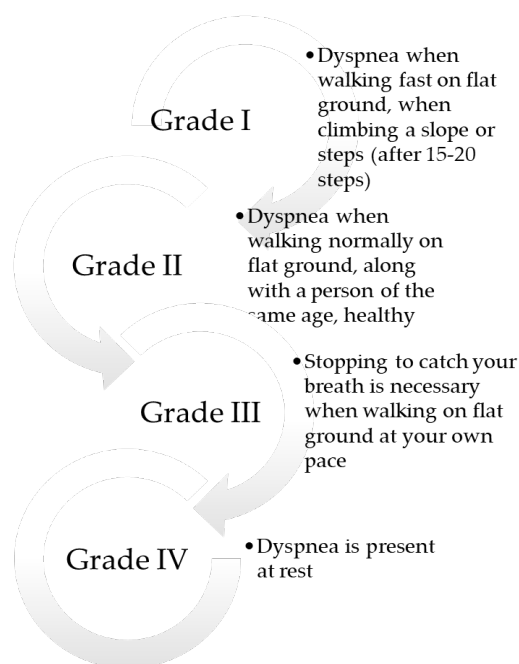 Grade I
•Dyspnea when
walking fast on flat
ground, when
climbing a slope or
steps (after 15-20
steps)
Grade II
•Dyspnea when
walking normally on
flat ground, along
with a person of the
same age, healthy
Grade III
•Stopping to catch your
breath is necessary
when walking on flat
ground at your own
pace
Grade IV
•Dyspnea is present
at rest